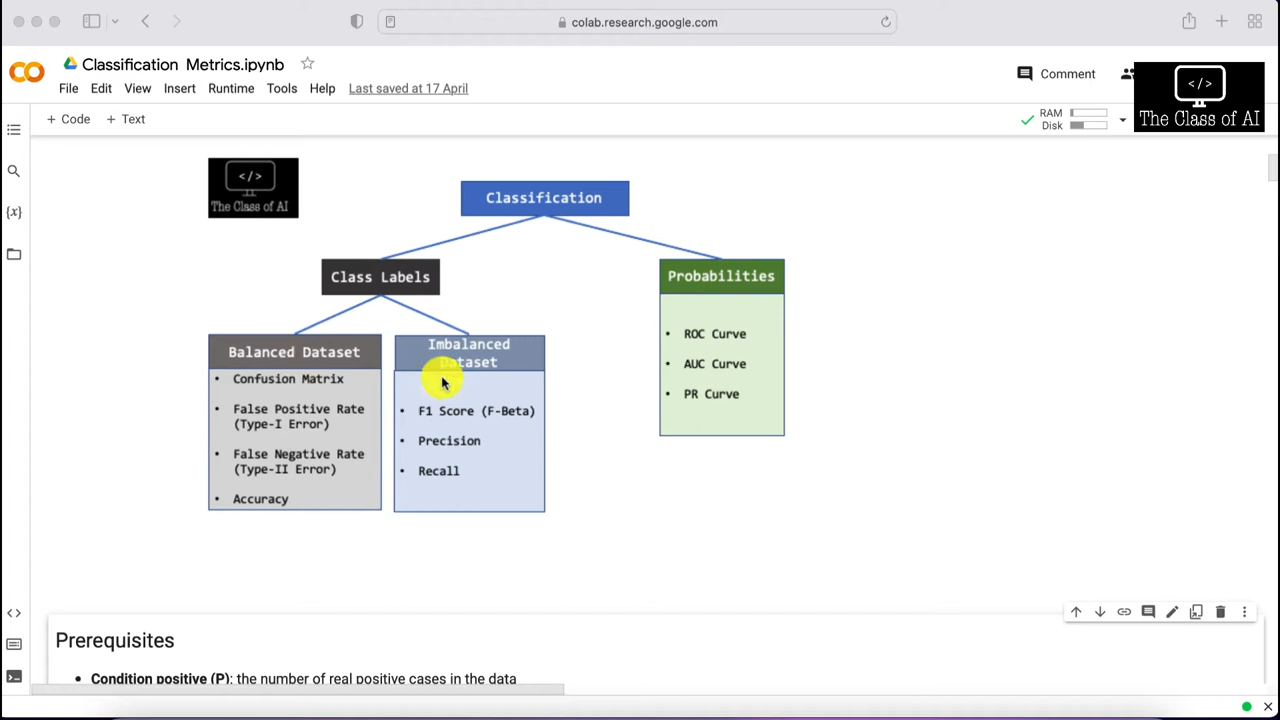 colab.research.google.com
Classification Metrics.ipynb
File Edit View Insert Runtime Tools Help Last saved at 17 April
Comment
</>
The Class of AI
+ Code + Text
RAM
Disk
</>
The Class of AI
Classification
Class Labels
Probabilities
• ROC Curve
• AUC Curve
• PR Curve
Balanced Dataset
• Confusion Matrix
• False Positive Rate
(Type-I Error)
• False Negative Rate
(Type-II Error)
• Accuracy
Imbalanced
Dataset
• F1 Score (F-Beta)
• Precision
• Recall
Prerequisites
• Condition positive (P): the number of real positive cases in the data